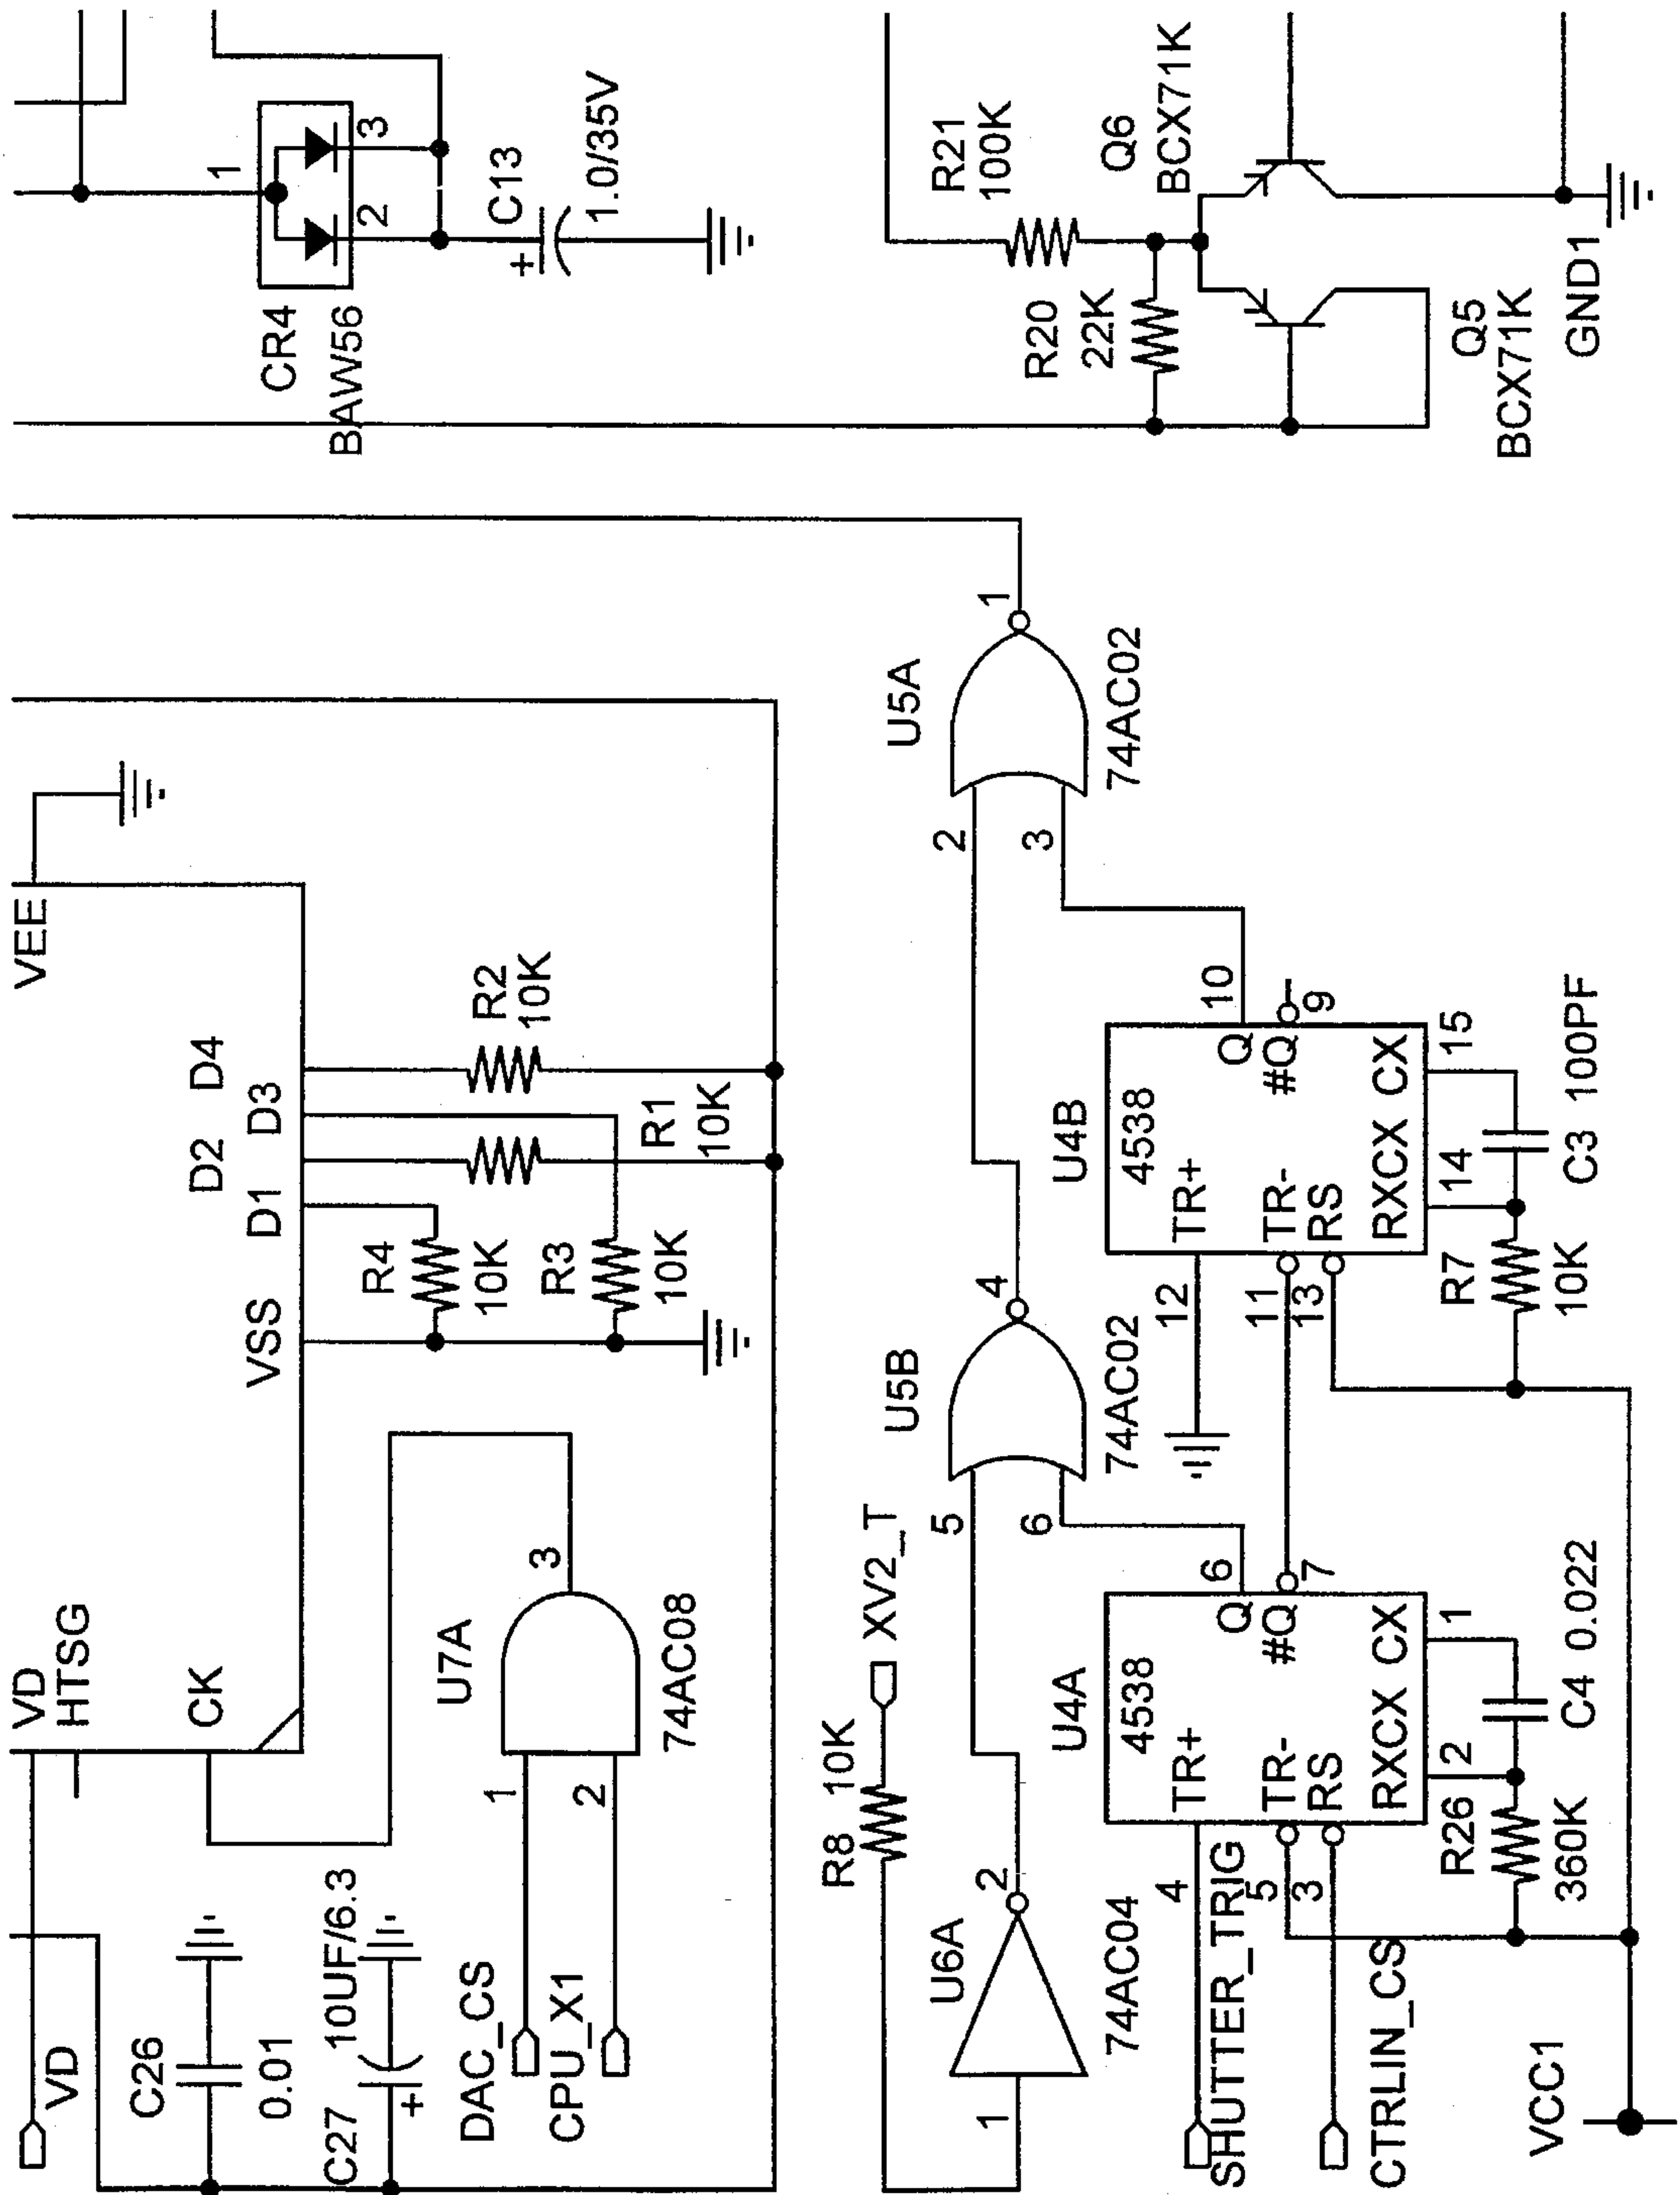 VD
VD
HTSG
CK
C26
0.01
C27
10UF/6.3
+
DAC_CS
CPU_X1
1
2
U7A
3
74AC08
VEE
VSS
D1
D2
D3
D4
R4
10K
R3
10K
R1
10K
R2
10K
1
2
3
CR4
BAW56
C13
+
1.0/35V
R8
10K
XV2_T
U6A
1
2
74AC04
5
6
U5B
4
74AC02
2
3
U5A
1
74AC02
SHUTTER_TRIG
CTRLIN_CS
4
5
3
U4A
4538
TR+
TR-
RS
RXCX
CX
Q
#Q
6
7
2
1
R26
360K
C4
0.022
VCC1
12
11
13
U4B
4538
TR+
TR-
RS
RXCX
CX
Q
#Q
10
9
14
15
R7
10K
C3
100PF
R21
100K
R20
22K
Q6
BCX71K
Q5
BCX71K
GND1